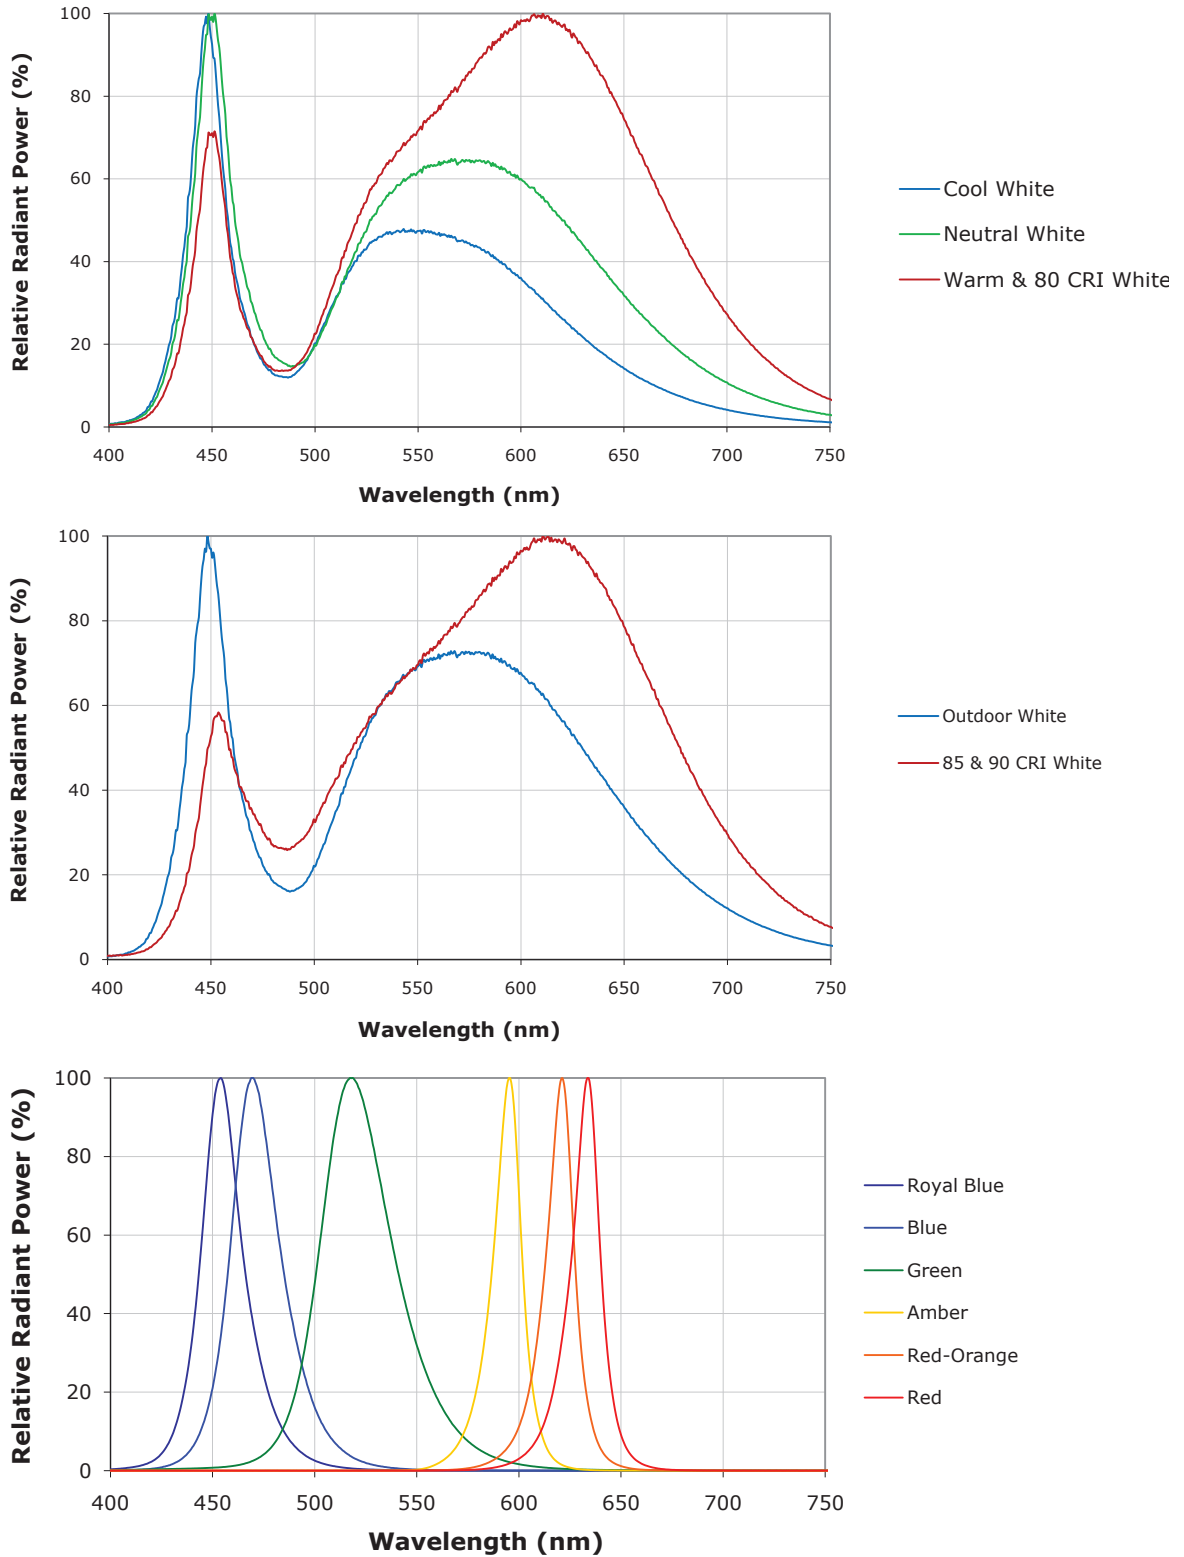 Relative Radiant Power (%)
100
80
60
40
20
0
400 450 500 550 600 650 700 750
Wavelength (nm)
Cool White
Neutral White
Warm & 80 CRI White
Relative Radiant Power (%)
100
80
60
40
20
0
400 450 500 550 600 650 700 750
Wavelength (nm)
Outdoor White
85 & 90 CRI White
Relative Radiant Power (%)
100
80
60
40
20
0
400 450 500 550 600 650 700 750
Wavelength (nm)
Royal Blue
Blue
Green
Amber
Red-Orange
Red